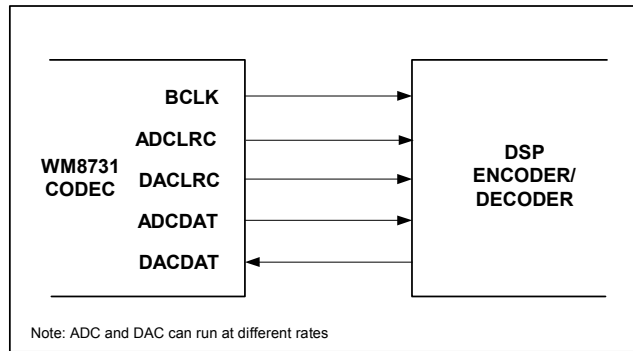 BCLK
ADCLRC
WM8731
CODEC
DACLRC
ADCDAT
DACDAT
DSP
ENCODER/
DECODER
Note: ADC and DAC can run at different rates